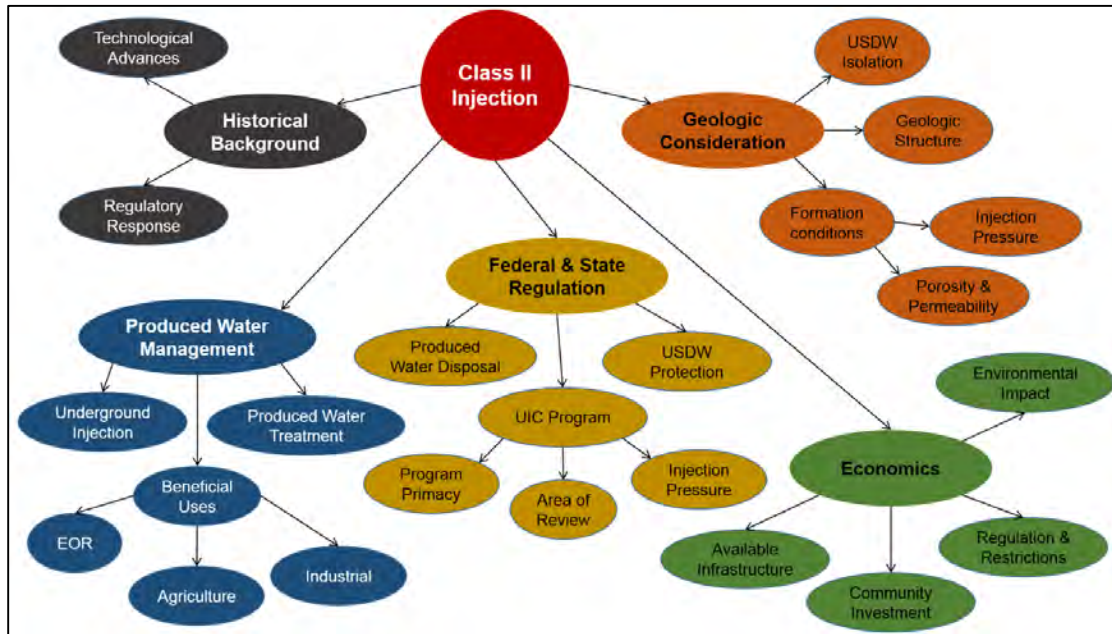 Class II
Injection
Technological
Advances
Historical
Background
Regulatory
Response
USDW
Isolation
Geologic
Consideration
Geologic
Structure
Formation
conditions
Injection
Pressure
Porosity &
Permeability
Federal & State
Regulation
Produced
Water Disposal
USDW
Protection
UIC Program
Program
Primacy
Area of
Review
Injection
Pressure
Produced Water
Management
Underground
Injection
Produced Water
Treatment
Beneficial
Uses
EOR
Agriculture
Industrial
Environmental
Impact
Economics
Available
Infrastructure
Community
Investment
Regulation &
Restrictions